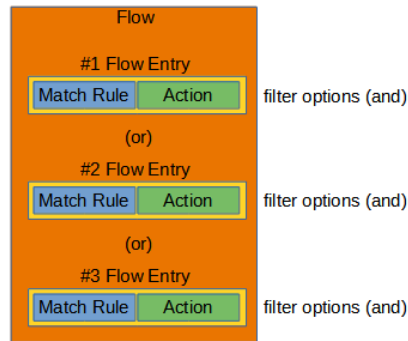 Flow
#1 Flow Entry
Match Rule Action filter options (and)
(or)
#2 Flow Entry
Match Rule Action filter options (and)
(or)
#3 Flow Entry
Match Rule Action filter options (and)